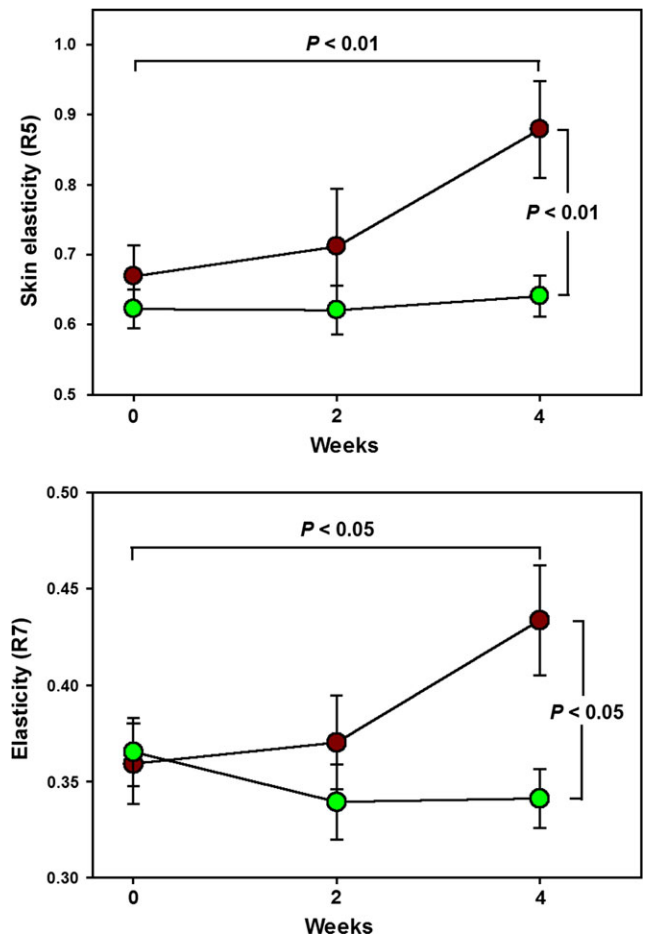 1.0
P < 0.01
0.9
0.8
P < 0.01
0.7
0.6
0.5
Skin elasticity (R5)
0 2 4
Weeks
0.50
P < 0.05
0.45
0.40
P < 0.05
0.35
0.30
Elasticity (R7)
0 2 4
Weeks